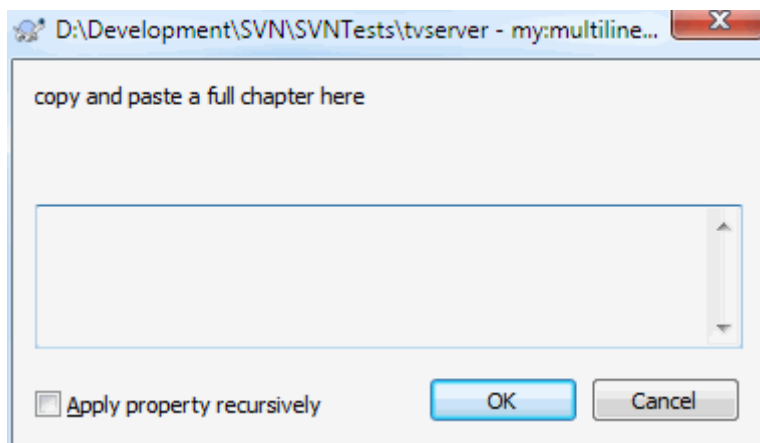 D:\Development\SVN\SVNTests\tvserver - my:multiline...
copy and paste a full chapter here
Apply property recursively
OK
Cancel